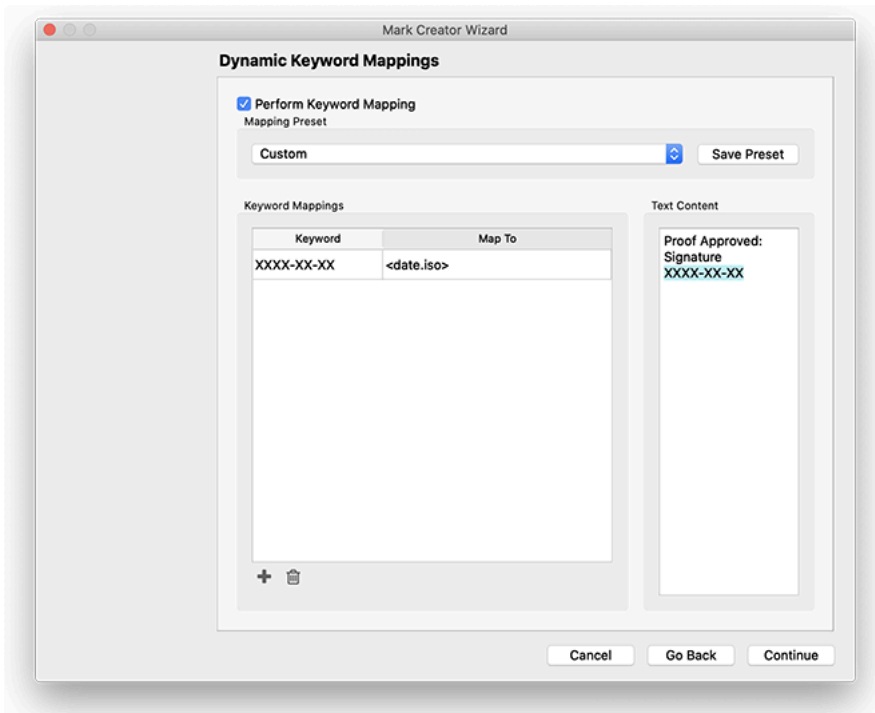 Mark Creator Wizard
Dynamic Keyword Mappings
Perform Keyword Mapping
Mapping Preset
Custom
Save Preset
Keyword Mappings
Keyword
Map To
XXXX-XX-XX
<date.iso>
Text Content
Proof Approved:
Signature
XXXX-XX-XX
Cancel
Go Back
Continue